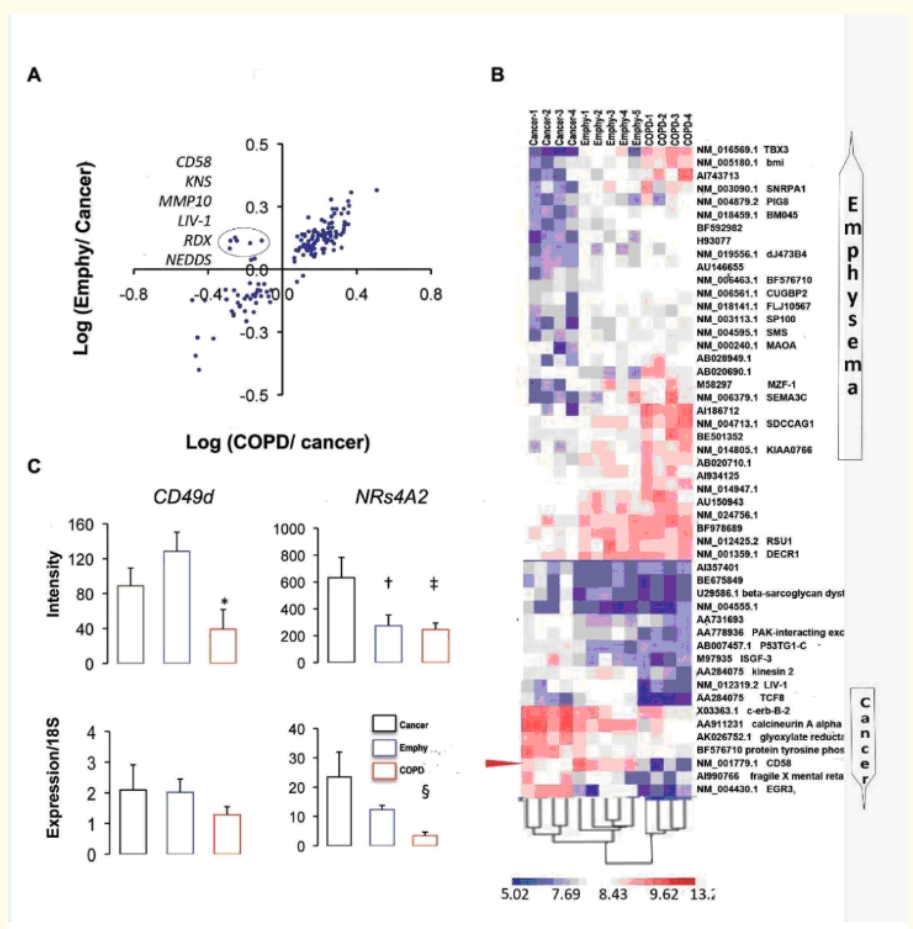 A
B
Log (Emphy/ Cancer)
0.5
0.3
0.0
-0.3
-0.5
-0.8
-0.4
0.0
0.4
0.8
CD58
KNS
MMP10
LIV-1
RDX
NEDDS
Log (COPD/ cancer)
Cancer-1
Cancer-2
Cancer-3
Cancer-4
Emphy-1
Emphy-2
Emphy-3
Emphy-4
Emphy-5
COPD-1
COPD-2
COPD-3
COPD-4
NM_016569.1 TBX3
NM_005180.1 bmi
AI743713
NM_003090.1 SNRPA1
NM_004879.2 PIG8
NM_018459.1 BM045
BF592982
H93077
NM_019556.1 dJ473B4
AU146655
NM_006463.1 BF576710
NM_006561.1 CUGBP2
NM_018141.1 FLJ10567
NM_003113.1 SP100
NM_004595.1 SMS
NM_000240.1 MAOA
AB028949.1
AB020690.1
M58297 MZF-1
NM_006379.1 SEMA3C
AI186712
NM_004713.1 SDCCAG1
BE501352
NM_014805.1 KIAA0766
AB020710.1
AI934125
NM_014947.1
AU150943
NM_024756.1
BF978689
NM_012425.2 RSU1
NM_001359.1 DECR1
AI357401
BE675849
U29586.1 beta-sarcoglycan dyst
NM_004555.1
AA731693
AA778936 PAK-interacting exc
AB007457.1 P53TG1-C
M97935 ISGF-3
AA284075 kinesin 2
NM_012319.2 LIV-1
AA284075 TCF8
X03363.1 c-erb-B-2
AA911231 calcineurin A alpha
AK026752.1 glyoxylate reducta
BF576710 protein tyrosine phos
NM_001779.1 CD58
AI990766 fragile X mental reta
NM_004430.1 EGR3,
Emphysema
Cancer
5.02 7.69 8.43 9.62 13.2
C
CD49d
Intensity
160
120
80
40
0
*
NRs4A2
1000
800
600
400
200
0
† ‡
Expression/18S
4
3
2
1
0
40
30
20
10
0
Cancer
Emphy
COPD
§